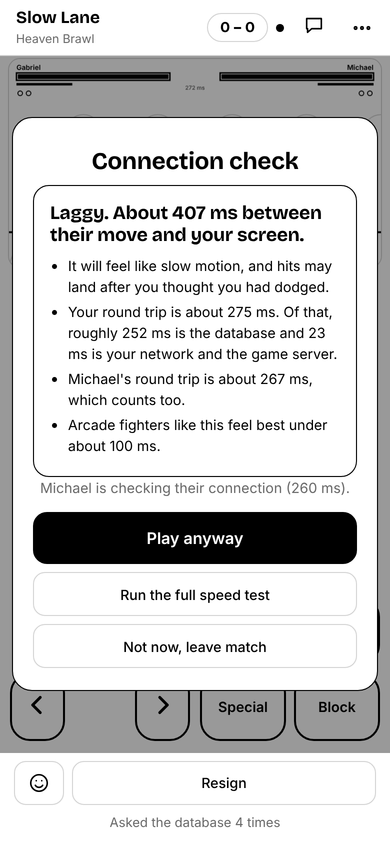 Slow Lane
Heaven Brawl
0 – 0
Gabriel
Michael
272 ms
Connection check
Laggy. About 407 ms between
their move and your screen.
• It will feel like slow motion, and hits may
land after you thought you had dodged.
• Your round trip is about 275 ms. Of that,
roughly 252 ms is the database and 23
ms is your network and the game server.
• Michael's round trip is about 267 ms,
which counts too.
• Arcade fighters like this feel best under
about 100 ms.
Michael is checking their connection (260 ms).
Play anyway
Run the full speed test
Not now, leave match
Special
Block
Resign
Asked the database 4 times